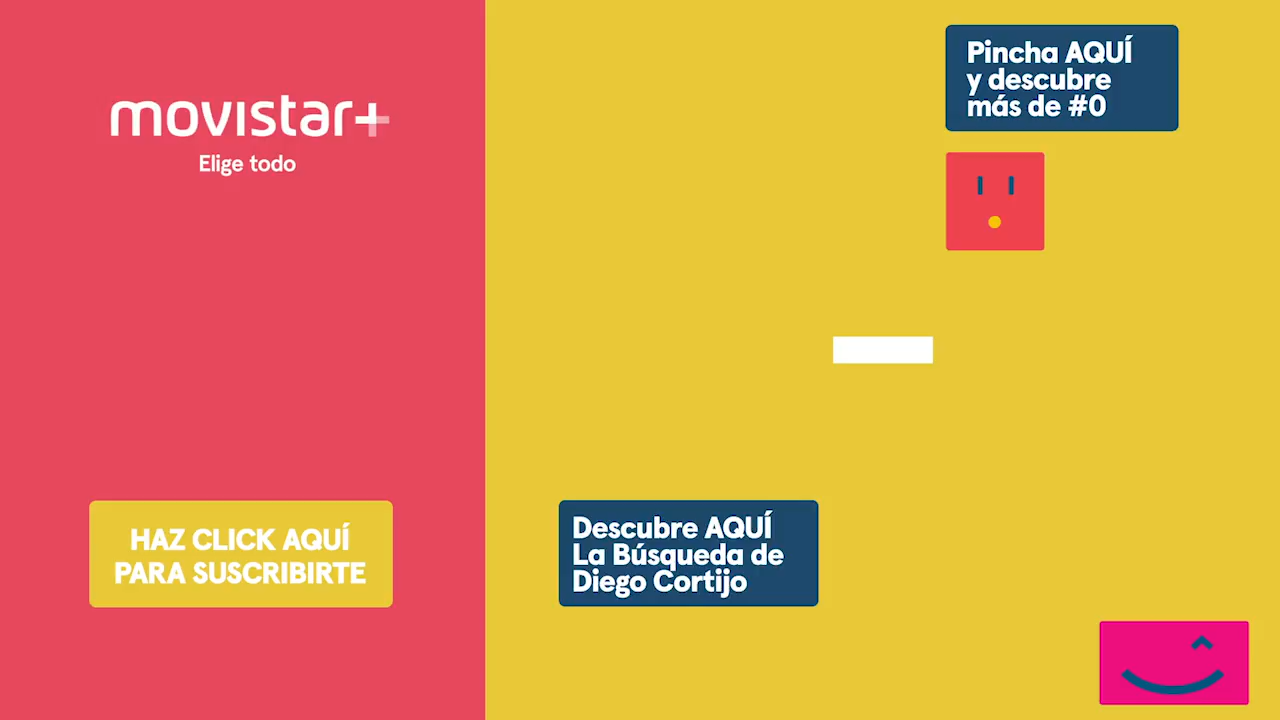 movistar+
Elige todo
HAZ CLICK AQUÍ
PARA SUSCRIBIRTE
Pincha AQUÍ
y descubre
más de #0
Descubre AQUÍ
La Búsqueda de
Diego Cortijo